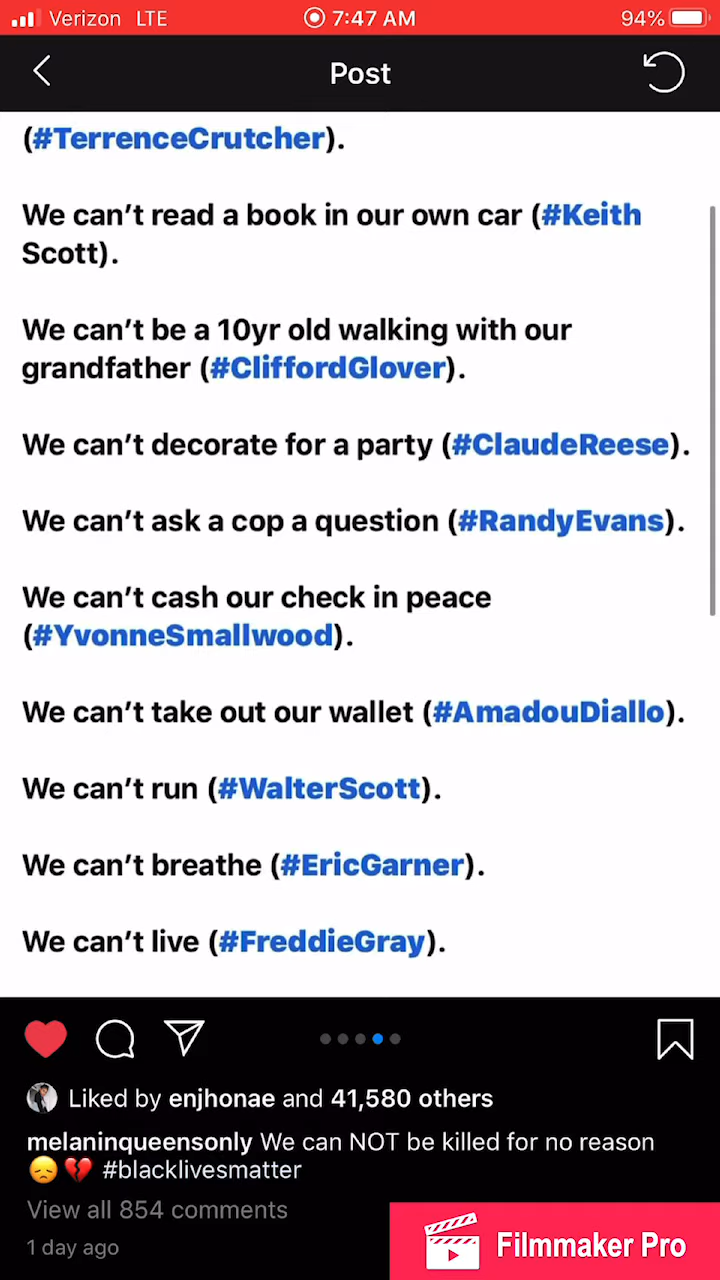 Verizon LTE 7:47 AM 94%
Post
(#TerrenceCrutcher).
We can't read a book in our own car (#Keith
Scott).
We can't be a 10yr old walking with our
grandfather (#CliffordGlover).
We can't decorate for a party (#ClaudeReese).
We can't ask a cop a question (#RandyEvans).
We can't cash our check in peace
(#YvonneSmallwood).
We can't take out our wallet (#AmadouDiallo).
We can't run (#WalterScott).
We can't breathe (#EricGarner).
We can't live (#FreddieGray).
Liked by enjhonae and 41,580 others
melaninqueensonly We can NOT be killed for no reason
😞💔 #blacklivesmatter
View all 854 comments
1 day ago
Filmmaker Pro